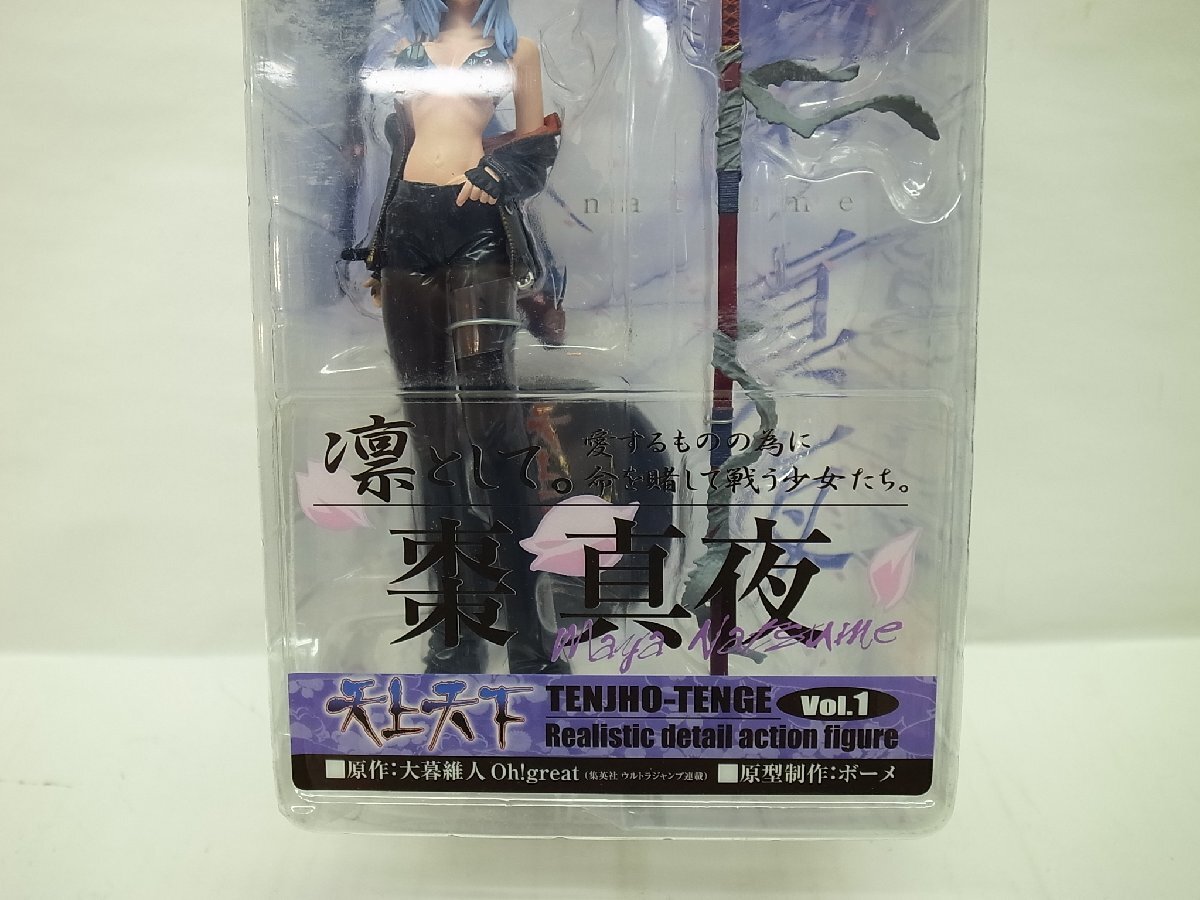 nat me
凛として。
愛するものの為に
命を賭して戦う少女たち。
棗 真夜
Maya Natsume
天上天下
TENJHO-TENGE Vol.1
Realistic detail action figure
■原作:大暮維人 Oh!great (集英社 ウルトラジャンプ連載) ■原型制作:ボーメ